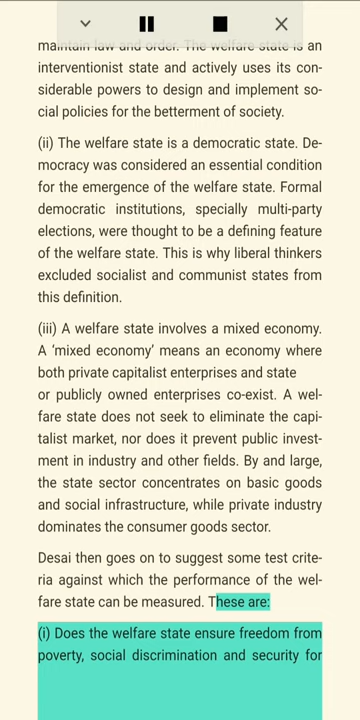 maintain law and order. The welfare state is an
interventionist state and actively uses its con-
siderable powers to design and implement so-
cial policies for the betterment of society.
(ii) The welfare state is a democratic state. De-
mocracy was considered an essential condition
for the emergence of the welfare state. Formal
democratic institutions, specially multi-party
elections, were thought to be a defining feature
of the welfare state. This is why liberal thinkers
excluded socialist and communist states from
this definition.
(iii) A welfare state involves a mixed economy.
A ‘mixed economy’ means an economy where
both private capitalist enterprises and state
or publicly owned enterprises co-exist. A wel-
fare state does not seek to eliminate the capi-
talist market, nor does it prevent public invest-
ment in industry and other fields. By and large,
the state sector concentrates on basic goods
and social infrastructure, while private industry
dominates the consumer goods sector.
Desai then goes on to suggest some test crite-
ria against which the performance of the wel-
fare state can be measured. These are:
(i) Does the welfare state ensure freedom from
poverty, social discrimination and security for